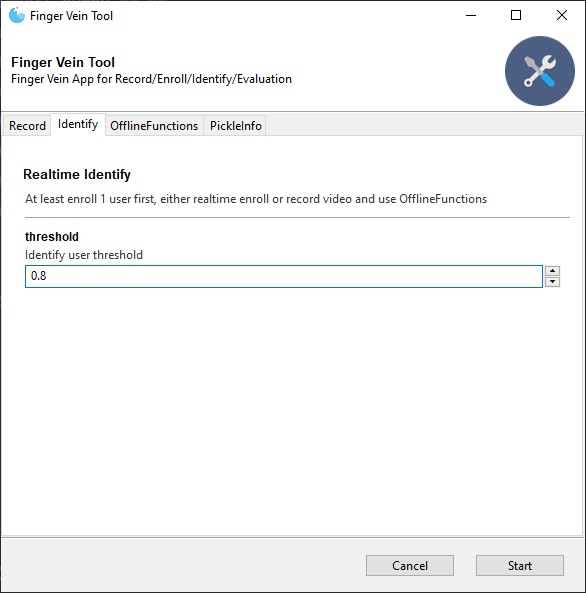 Finger Vein Tool
Finger Vein Tool
Finger Vein App for Record/Enroll/Identify/Evaluation
Record Identify OfflineFunctions PickleInfo
Realtime Identify
At least enroll 1 user first, either realtime enroll or record video and use OfflineFunctions
threshold
Identify user threshold
0.8
Cancel Start